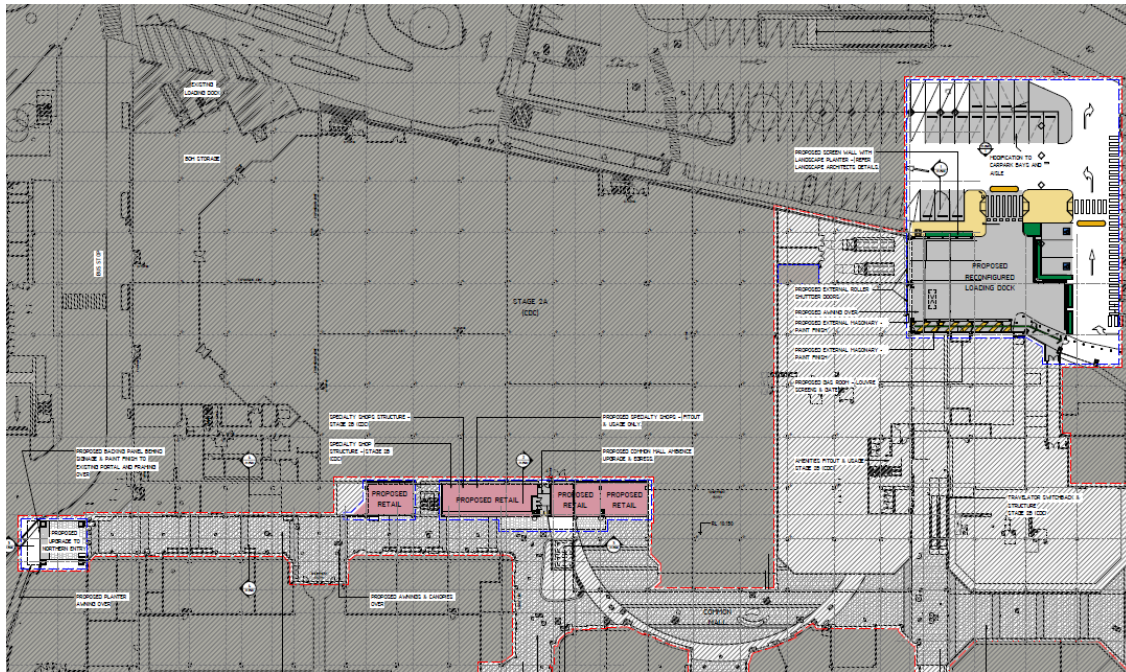 EXISTING
LOADING DOCK
BOH STORAGE
BUS STOP
STAGE 2A
(CDC)
PROPOSED SCREEN WALL WITH
LANDSCAPE PLANTER - REFER
LANDSCAPE ARCHITECTS DETAILS.
MODIFICATION TO
CARPARK BAYS AND
AISLE
PROPOSED
RECONFIGURED
LOADING DOCK
PROPOSED EXTERNAL ROLLER
SHUTTER DOORS
PROPOSED AWNING OVER
PROPOSED EXTERNAL MASONARY -
PAINT FINISH
PROPOSED EXTERNAL MASONARY -
PAINT FINISH
PROPOSED GAS ROOM - LOUVRE
SCREENS & GATES
SPECIALTY SHOPS STRUCTURE -
STAGE 2B (CDC)
PROPOSED SPECIALTY SHOPS - FITOUT
& USAGE ONLY.
SPECIALTY SHOP
STRUCTURE - STAGE 2B
(CDC)
PROPOSED COMMON MALL AMBIENCE
UPGRADE & EGRESS.
PROPOSED BACKING PANEL BEHIND
SIGNAGE & PAINT FINISH TO
EXISTING PORTAL AND FRAMING
OVER
AMENITIES FITOUT & USAGE
STAGE 2B (CDC)
PROPOSED
RETAIL
PROPOSED RETAIL
PROPOSED
RETAIL
PROPOSED
RETAIL
TRAVELATOR SWITCHBACK &
STRUCTURE
STAGE 2B (CDC)
PROPOSED
UPGRADE TO
NORTHERN ENTRY
PROPOSED PLANTER
AWNING OVER
PROPOSED AWNINGS & CANOPIES
OVER
COMMON
MALL